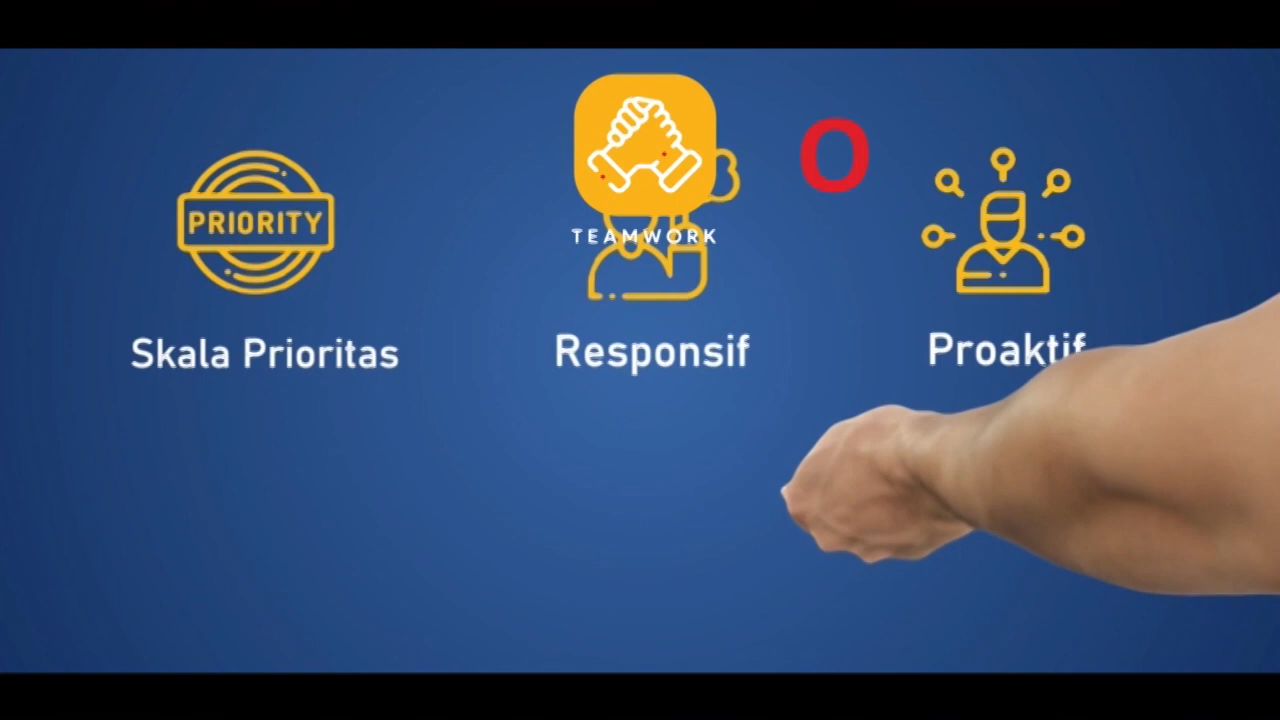 O
PRIORITY
TEAMWORK
Skala Prioritas
Responsif
Proaktif